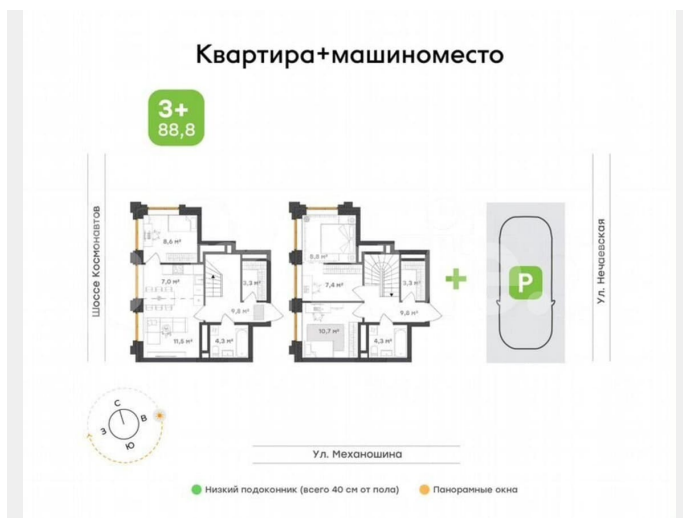 Квартира+машиноместо
3+
88,8
Шоссе Космонавтов
Ул. Нечаевская
8,6 м²
7,0 м²
3,3 м²
9,8 м²
11,5 м²
4,3 м²
8,8 м²
7,4 м²
3,3 м²
9,8 м²
10,7 м²
4,3 м²
+
P
С
В
З
Ю
Ул. Механошина
Низкий подоконник (всего 40 см от пола)
Панорамные окна